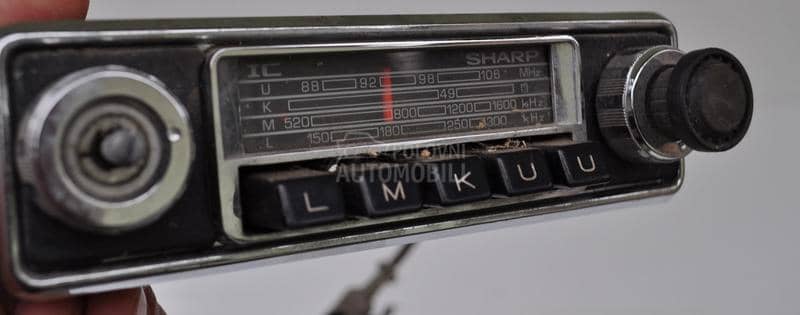 IC SHARP
U 88 92 98 108 MHz
K 49 m
M 520 600 1200 1600 kHz
L 150 180 250 300 kHz
POLOVNI
AUTOMOBILI
L M K U U